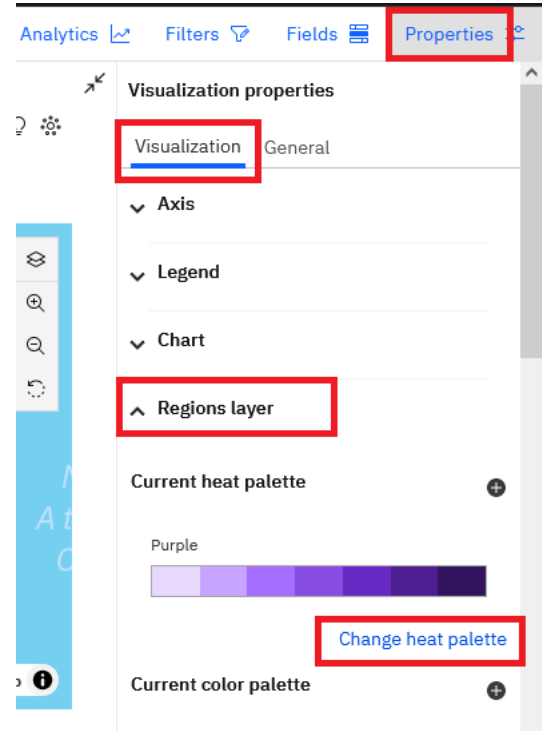 Analytics Filters Fields Properties
Visualization properties
Visualization General
Axis
Legend
Chart
Regions layer
Current heat palette
A t
Purple
Change heat palette
Current color palette